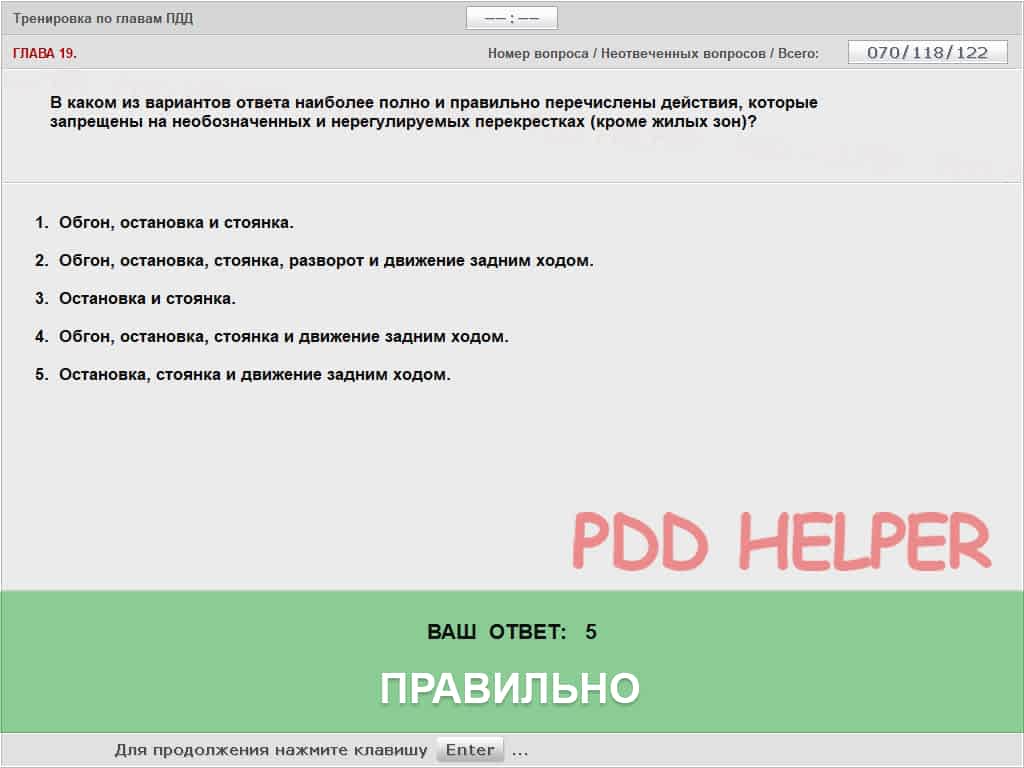 Тренировка по главам ПДД
—— : ——
ГЛАВА 19.
Номер вопроса / Неотвеченных вопросов / Всего:
070/118/122
В каком из вариантов ответа наиболее полно и правильно перечислены действия, которые
запрещены на необозначенных и нерегулируемых перекрестках (кроме жилых зон)?
1. Обгон, остановка и стоянка.
2. Обгон, остановка, стоянка, разворот и движение задним ходом.
3. Остановка и стоянка.
4. Обгон, остановка, стоянка и движение задним ходом.
5. Остановка, стоянка и движение задним ходом.
PDD HELPER
ВАШ ОТВЕТ: 5
ПРАВИЛЬНО
Для продолжения нажмите клавишу Enter ...